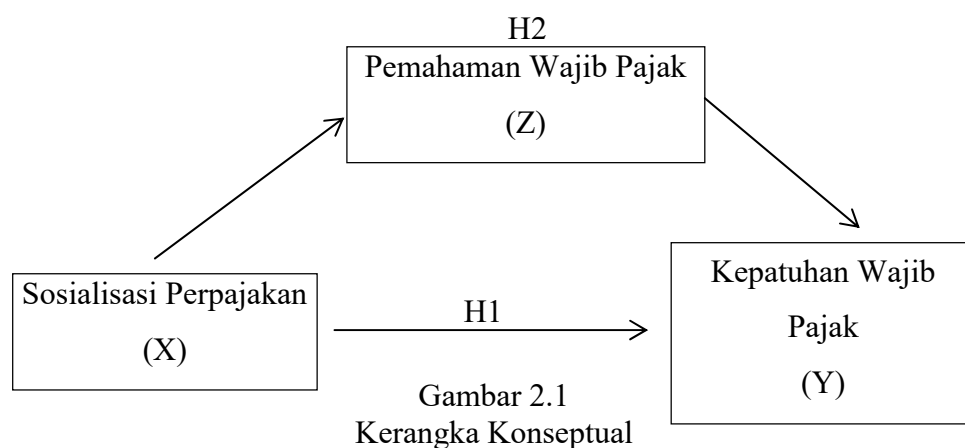 H2
Pemahaman Wajib Pajak
(Z)
Sosialisasi Perpajakan
(X)
H1
Kepatuhan Wajib
Pajak
(Y)
Gambar 2.1
Kerangka Konseptual